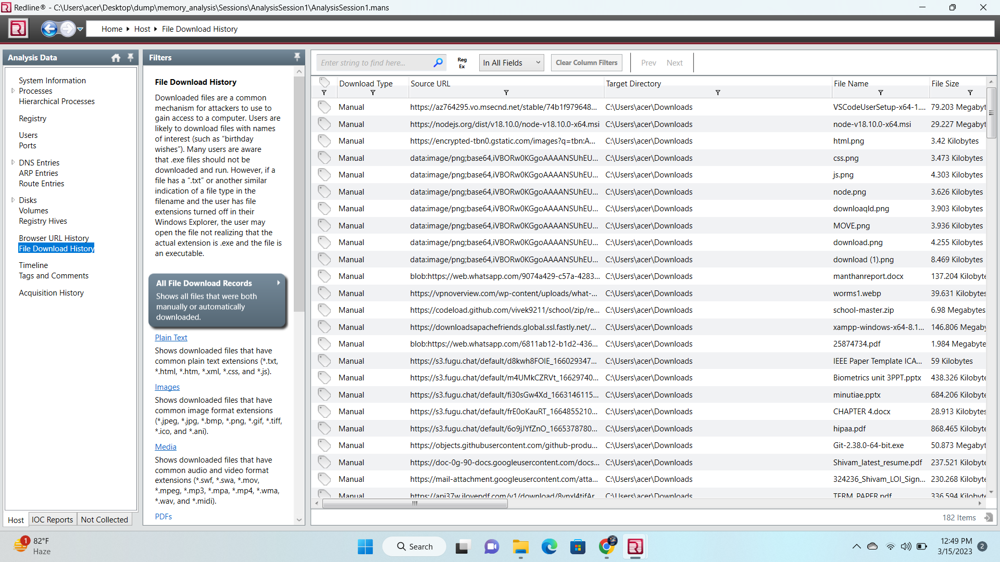 Redline® - C:\Users\acer\Desktop\dump\memory_analysis\Sessions\AnalysisSession1\AnalysisSession1.mans
Home Host File Download History
Analysis Data
System Information
Processes
Hierarchical Processes
Registry
Users
Ports
DNS Entries
ARP Entries
Route Entries
Disks
Volumes
Registry Hives
Browser URL History
File Download History
Timeline
Tags and Comments
Acquisition History
Host IOC Reports Not Collected
Filters
File Download History
Downloaded files are a common
mechanism for attackers to use to
gain access to a computer. Users are
likely to download files with names
of interest (such as “birthday
wishes”). Many users are aware
that .exe files should not be
downloaded and run. However, if a
file has a “.txt” or another similar
indication of a file type in the
filename and the user has file
extensions turned off in their
Windows Explorer, the user may
open the file not realizing that the
actual extension is .exe and the file is
an executable.
All File Download Records
Shows all files that were both
manually or automatically
downloaded.
Plain Text
Shows downloaded files that have
common plain text extensions (*.txt,
*.html, *.htm, *.xml, *.css, and *.js).
Images
Shows downloaded files that have
common image format extensions
(*.jpeg, *.jpg, *.bmp, *.png, *.gif, *.tiff,
*.ico, and *.ani).
Media
Shows downloaded files that have
common audio and video format
extensions (*.swf, *.swa, *.mov,
*.mpeg, *.mp3, *.mpa, *.mp4, *.wma,
*.wav, and *.midi).
PDFs
Enter string to find here... Reg Ex In All Fields Clear Column Filters Prev Next
Download Type Source URL Target Directory File Name File Size
Manual https://az764295.vo.msecnd.net/stable/74b1f979648... C:\Users\acer\Downloads VSCodeUserSetup-x64-1.... 79.203 Megabyt
Manual https://nodejs.org/dist/v18.10.0/node-v18.10.0-x64.msi C:\Users\acer\Downloads node-v18.10.0-x64.msi 29.227 Megabyt
Manual https://encrypted-tbn0.gstatic.com/images?q=tbn:A... C:\Users\acer\Downloads html.png 3.42 Kilobytes
Manual data:image/png;base64,iVBORw0KGgoAAAANSUhEU... C:\Users\acer\Downloads css.png 3.473 Kilobytes
Manual data:image/png;base64,iVBORw0KGgoAAAANSUhEU... C:\Users\acer\Downloads js.png 4.303 Kilobytes
Manual data:image/png;base64,iVBORw0KGgoAAAANSUhEU... C:\Users\acer\Downloads node.png 3.626 Kilobytes
Manual data:image/png;base64,iVBORw0KGgoAAAANSUhEU... C:\Users\acer\Downloads downloaqld.png 3.903 Kilobytes
Manual data:image/png;base64,iVBORw0KGgoAAAANSUhEU... C:\Users\acer\Downloads MOVE.png 3.936 Kilobytes
Manual data:image/png;base64,iVBORw0KGgoAAAANSUhEU... C:\Users\acer\Downloads download.png 4.255 Kilobytes
Manual data:image/png;base64,iVBORw0KGgoAAAANSUhEU... C:\Users\acer\Downloads download (1).png 8.469 Kilobytes
Manual blob:https://web.whatsapp.com/9074a429-c57a-4283... C:\Users\acer\Downloads manthanreport.docx 137.204 Kilobyte
Manual https://vpnoverview.com/wp-content/uploads/what-... C:\Users\acer\Downloads worms1.webp 39.631 Kilobytes
Manual https://codeload.github.com/vivek9211/school/zip/re... C:\Users\acer\Downloads school-master.zip 6.98 Megabytes
Manual https://downloadsapachefriends.global.ssl.fastly.net/... C:\Users\acer\Downloads xampp-windows-x64-8.1... 146.806 Megaby
Manual blob:https://web.whatsapp.com/6811ab12-b1d2-436... C:\Users\acer\Downloads 25874734.pdf 1.984 Megabyte
Manual https://s3.fugu.chat/default/d8kwh8FOIE_166029347... C:\Users\acer\Downloads IEEE Paper Template ICA... 59 Kilobytes
Manual https://s3.fugu.chat/default/m4UMkCZRVt_16629740... C:\Users\acer\Downloads Biometrics unit 3PPT.pptx 438.326 Kilobyte
Manual https://s3.fugu.chat/default/fi30sGw4Xd_1663146115... C:\Users\acer\Downloads minutiae.pptx 684.206 Kilobyte
Manual https://s3.fugu.chat/default/frE0oKauRT_1664855210... C:\Users\acer\Downloads CHAPTER 4.docx 28.913 Kilobytes
Manual https://s3.fugu.chat/default/6o9jJYfZnO_1665378780... C:\Users\acer\Downloads hipaa.pdf 868.465 Kilobyte
Manual https://objects.githubusercontent.com/github-produ... C:\Users\acer\Downloads Git-2.38.0-64-bit.exe 50.873 Megabyt
Manual https://doc-0g-90-docs.googleusercontent.com/docs... C:\Users\acer\Downloads Shivam_latest_resume.pdf 237.521 Kilobyte
Manual https://mail-attachment.googleusercontent.com/atta... C:\Users\acer\Downloads 324236_Shivam_LOI_Sign... 230.268 Kilobyte
Manual C:\Users\acer\Downloads TERM_PAPER.pdf 336.594 Kilobyte
182 Items
1
82°F
Haze
Search
12:49 PM
3/15/2023
2